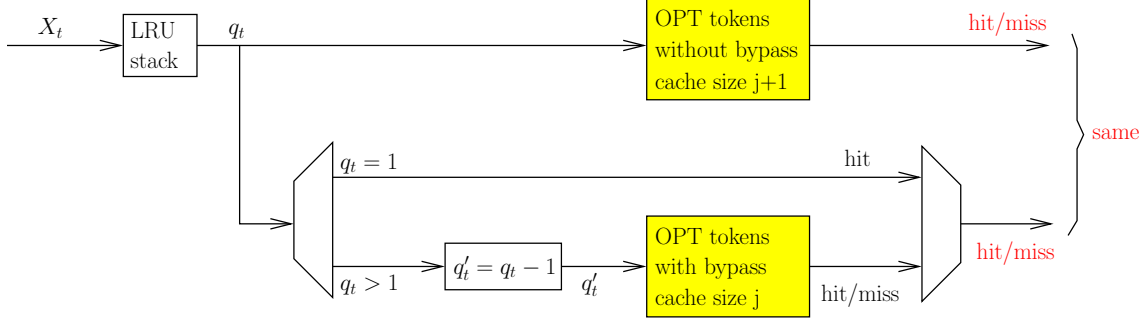 X_t
LRU
stack
q_t
OPT tokens
without bypass
cache size j+1
hit/miss
same
q_t = 1
hit
q_t > 1
q'_t = q_t − 1
q'_t
OPT tokens
with bypass
cache size j
hit/miss
hit/miss